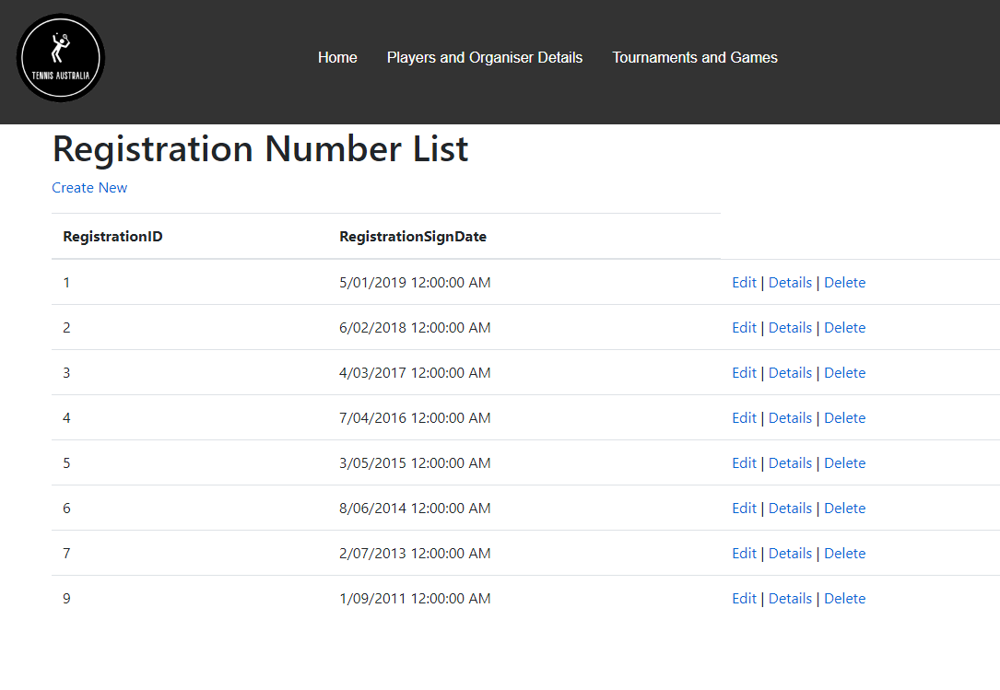 TENNIS AUSTRALIA
Home Players and Organiser Details Tournaments and Games
Registration Number List
Create New
RegistrationID RegistrationSignDate
1 5/01/2019 12:00:00 AM Edit | Details | Delete
2 6/02/2018 12:00:00 AM Edit | Details | Delete
3 4/03/2017 12:00:00 AM Edit | Details | Delete
4 7/04/2016 12:00:00 AM Edit | Details | Delete
5 3/05/2015 12:00:00 AM Edit | Details | Delete
6 8/06/2014 12:00:00 AM Edit | Details | Delete
7 2/07/2013 12:00:00 AM Edit | Details | Delete
9 1/09/2011 12:00:00 AM Edit | Details | Delete